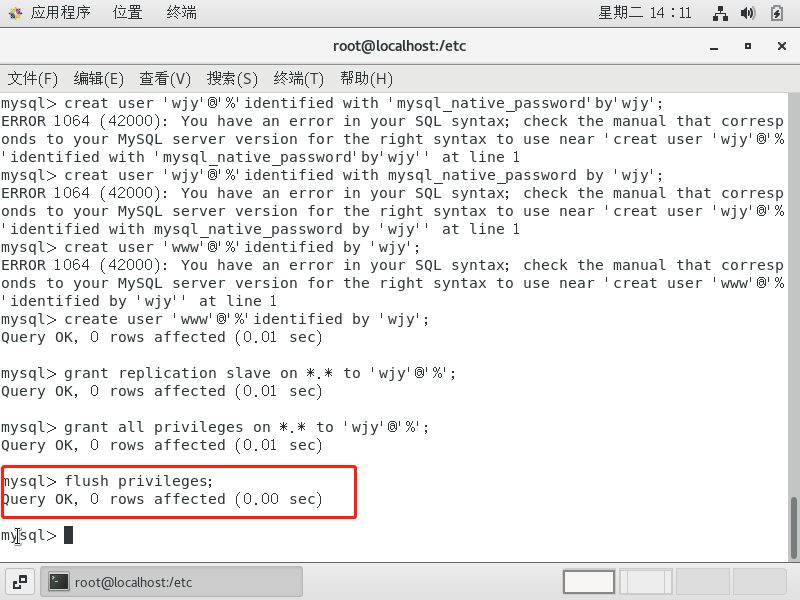 应用程序 位置 终端 星期二 14：11
root@localhost:/etc
文件(F) 编辑(E) 查看(V) 搜索(S) 终端(T) 帮助(H)
mysql> creat user 'wjy'@'%'identified with 'mysql_native_password'by'wjy';
ERROR 1064 (42000): You have an error in your SQL syntax; check the manual that corresp
onds to your MySQL server version for the right syntax to use near 'creat user 'wjy'@'%
'identified with 'mysql_native_password'by'wjy'' at line 1
mysql> creat user 'wjy'@'%'identified with mysql_native_password by 'wjy';
ERROR 1064 (42000): You have an error in your SQL syntax; check the manual that corresp
onds to your MySQL server version for the right syntax to use near 'creat user 'wjy'@'%
'identified with mysql_native_password by 'wjy'' at line 1
mysql> creat user 'www'@'%'identified by 'wjy';
ERROR 1064 (42000): You have an error in your SQL syntax; check the manual that corresp
onds to your MySQL server version for the right syntax to use near 'creat user 'www'@'%
'identified by 'wjy'' at line 1
mysql> create user 'www'@'%'identified by 'wjy';
Query OK, 0 rows affected (0.01 sec)
mysql> grant replication slave on *.* to 'wjy'@'%';
Query OK, 0 rows affected (0.01 sec)
mysql> grant all privileges on *.* to 'wjy'@'%';
Query OK, 0 rows affected (0.01 sec)
mysql> flush privileges;
Query OK, 0 rows affected (0.00 sec)
mysql>
root@localhost:/etc